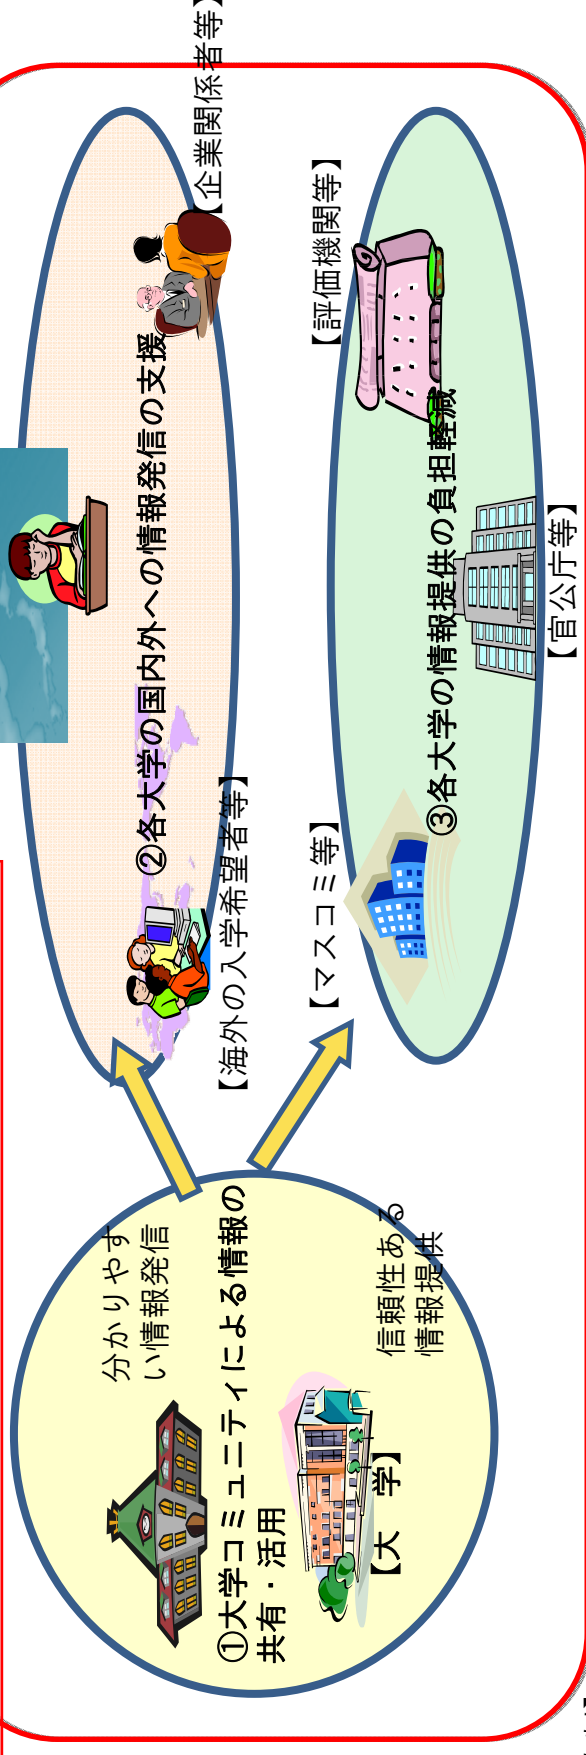 ①大学コミュニティによる情報の
共有・活用
【大　学】
分かりやす
い情報発信
信頼性ある
情報提供
②各大学の国内外への情報発信の支援
【海外の入学希望者等】
【企業関係者等】
③各大学の情報提供の負担軽減
【マスコミ等】
【評価機関等】
【官公庁等】